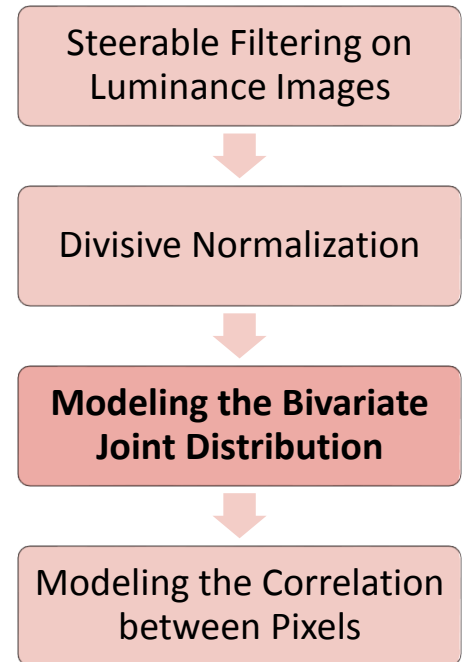 Steerable Filtering on
Luminance Images
Divisive Normalization
Modeling the Bivariate
Joint Distribution
Modeling the Correlation
between Pixels